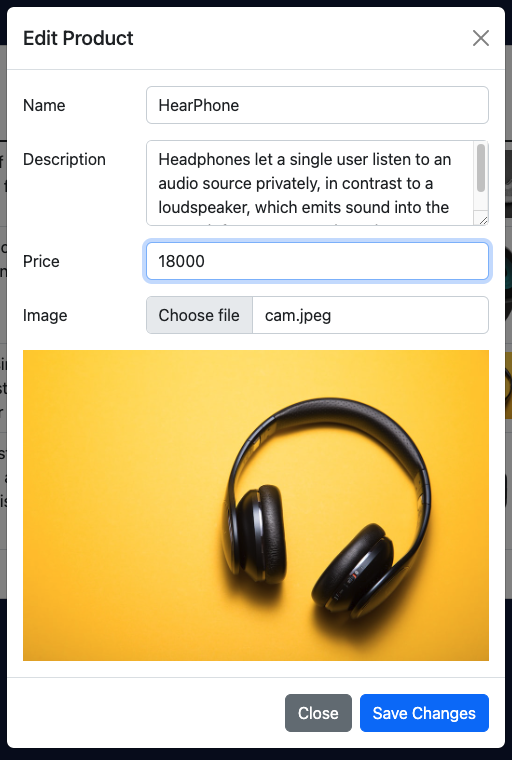 Edit Product
Name
HearPhone
Description
Headphones let a single user listen to an
audio source privately, in contrast to a
loudspeaker, which emits sound into the
Price
18000
Image
Choose file
cam.jpeg
Close
Save Changes